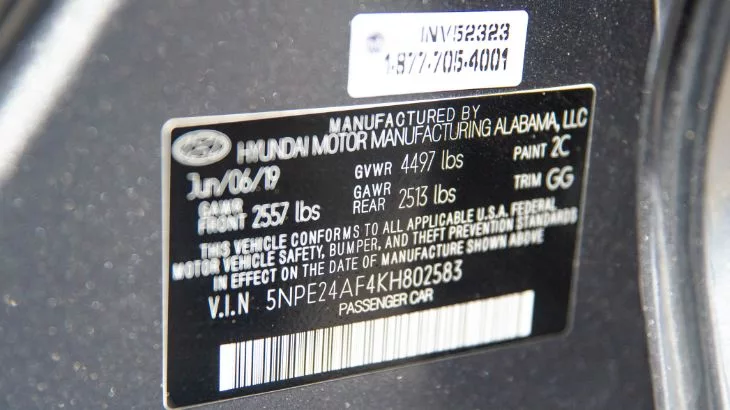 INV52323
1-877-705-4001
MANUFACTURED BY
HYUNDAI MOTOR MANUFACTURING ALABAMA, LLC
Jun/06/19 GVWR 4497 lbs PAINT 2C
GAWR FRONT 2557 lbs GAWR REAR 2513 lbs TRIM GG
THIS VEHICLE CONFORMS TO ALL APPLICABLE U.S.A. FEDERAL
MOTOR VEHICLE SAFETY, BUMPER, AND THEFT PREVENTION STANDARDS
IN EFFECT ON THE DATE OF MANUFACTURE SHOWN ABOVE
V.I.N 5NPE24AF4KH802583
PASSENGER CAR